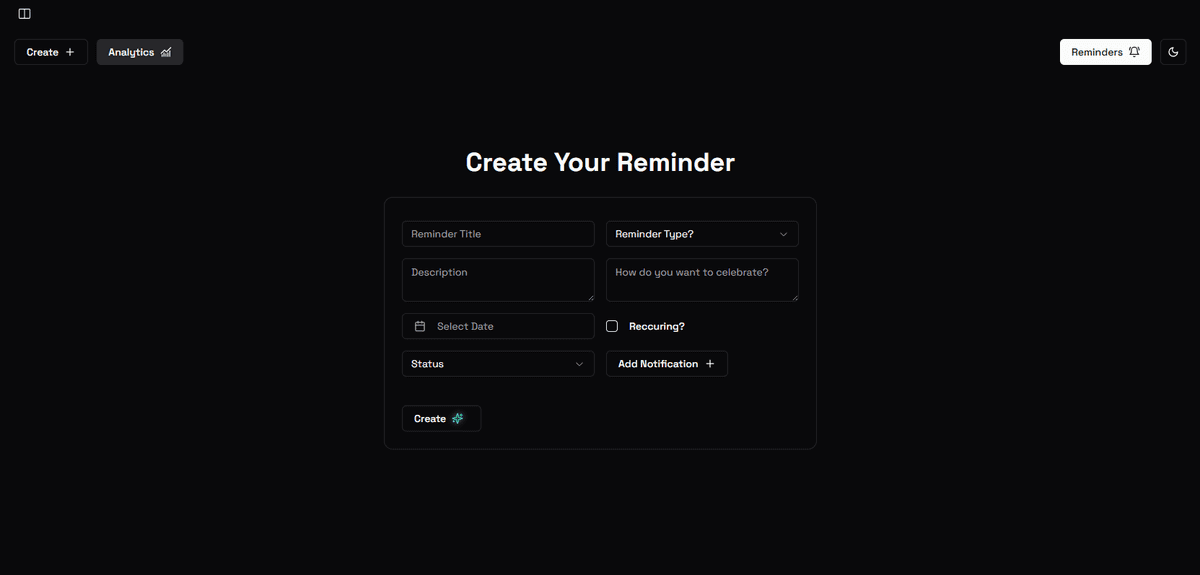 Create
Analytics
Reminders
Create Your Reminder
Reminder Title
Reminder Type?
Description
How do you want to celebrate?
Select Date
Reccuring?
Status
Add Notification
Create